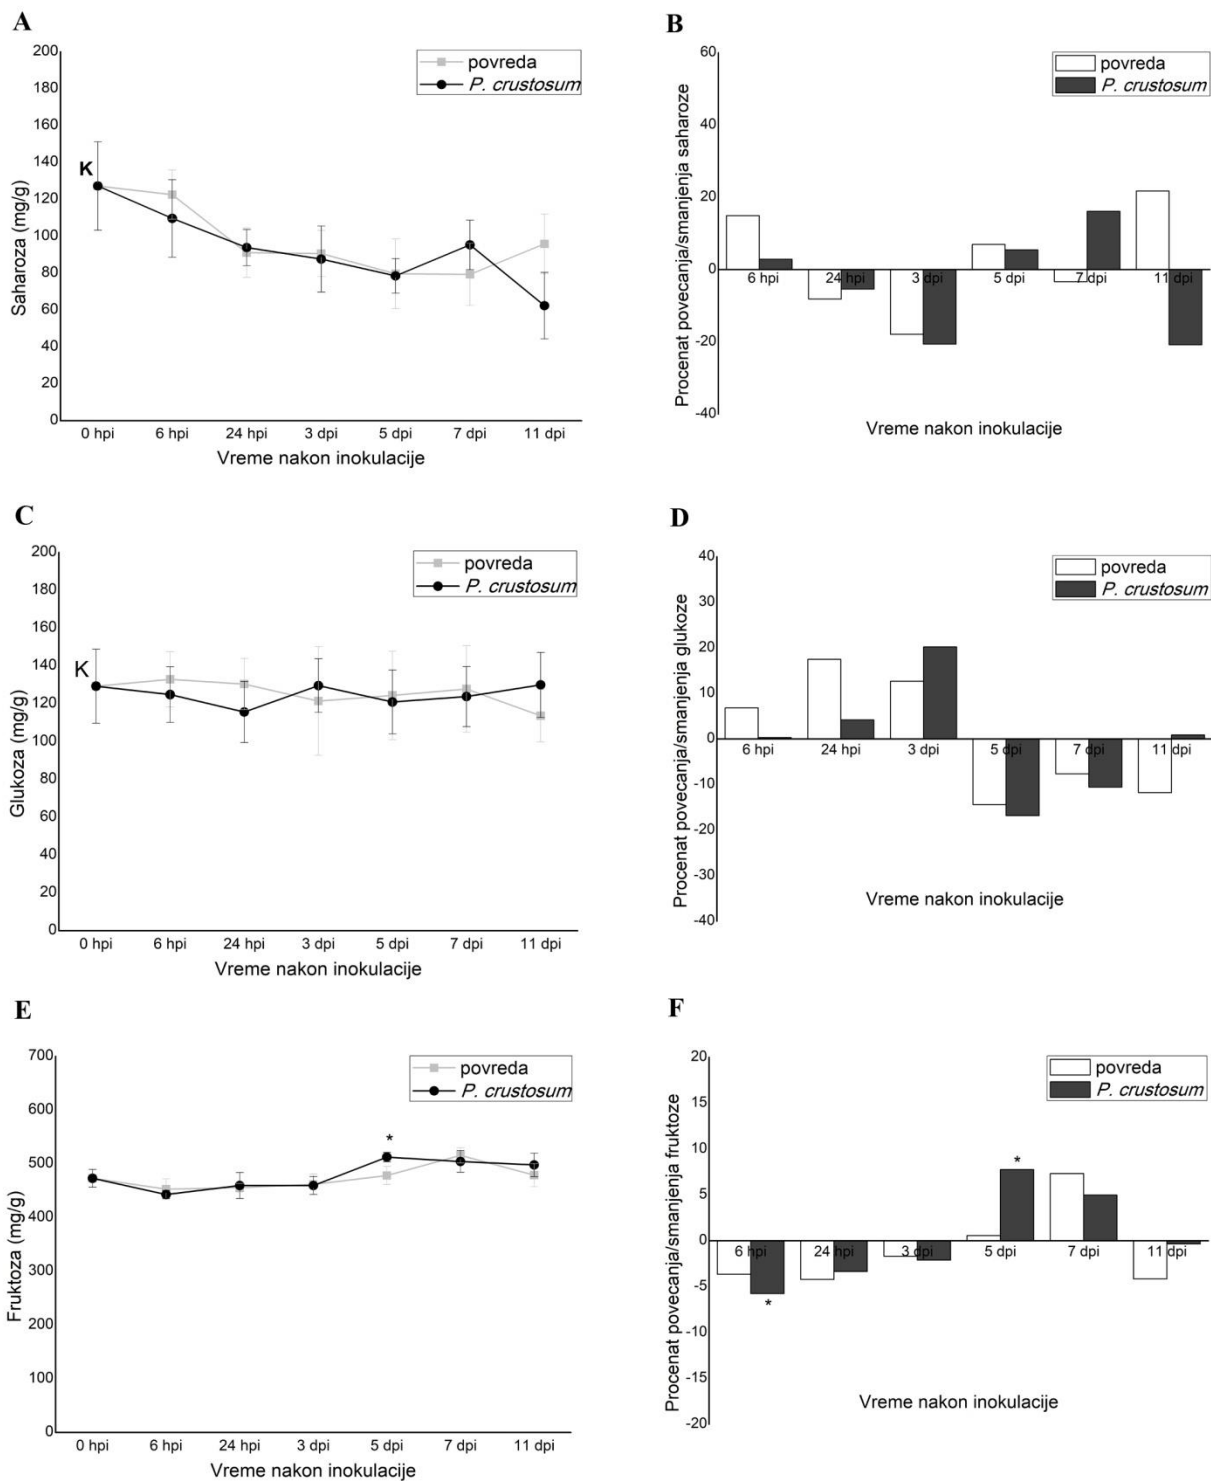 A
200
180
160
140
120
100
80
60
40
20
0
Saharoza (mg/g)
K
povreda
P. crustosum
0 hpi 6 hpi 24 hpi 3 dpi 5 dpi 7 dpi 11 dpi
Vreme nakon inokulacije
B
60
40
20
0
-20
-40
Procenat povecanja/smanjenja saharoze
povreda
P. crustosum
6 hpi 24 hpi 3 dpi 5 dpi 7 dpi 11 dpi
Vreme nakon inokulacije
C
200
180
160
140
120
100
80
60
40
20
0
Glukoza (mg/g)
K
povreda
P. crustosum
0 hpi 6 hpi 24 hpi 3 dpi 5 dpi 7 dpi 11 dpi
Vreme nakon inokulacije
D
40
30
20
10
0
-10
-20
-30
-40
Procenat povecanja/smanjenja glukoze
povreda
P. crustosum
6 hpi 24 hpi 3 dpi 5 dpi 7 dpi 11 dpi
Vreme nakon inokulacije
E
700
600
500
400
300
200
100
0
Fruktoza (mg/g)
povreda
P. crustosum
*
0 hpi 6 hpi 24 hpi 3 dpi 5 dpi 7 dpi 11 dpi
Vreme nakon inokulacije
F
20
15
10
5
0
-5
-10
-15
-20
Procenat povecanja/smanjenja fruktoze
povreda
P. crustosum
*
6 hpi 24 hpi 3 dpi 5 dpi 7 dpi 11 dpi
*
Vreme nakon inokulacije